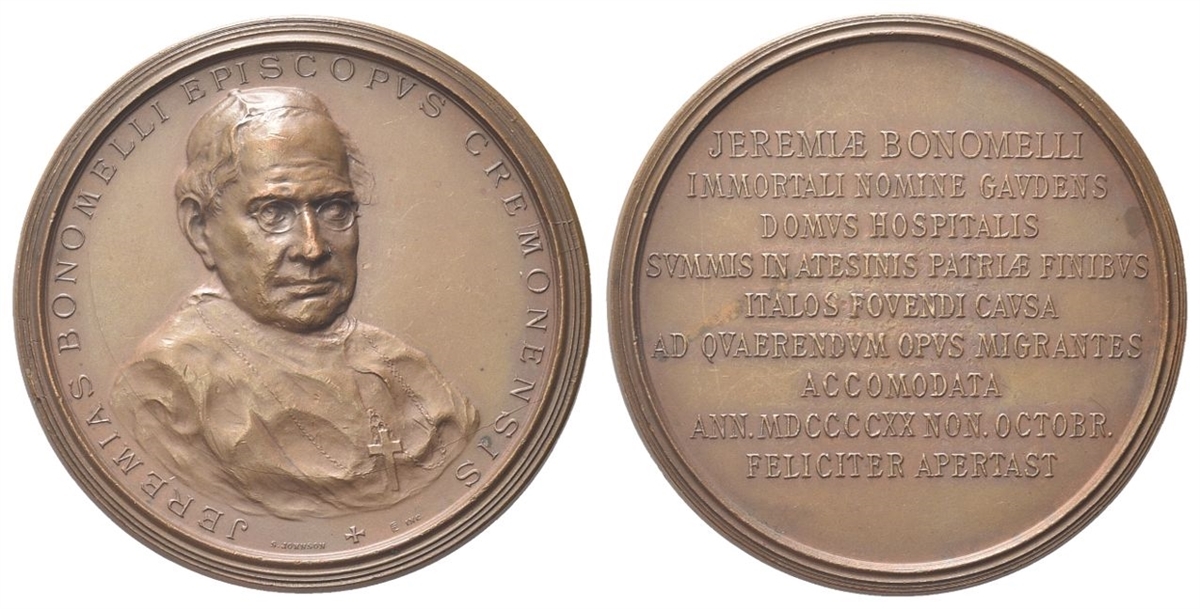 JEREMIAS BONOMELLI EPISCOPVS CREMONENSIS
S. JOHNSON
JEREMIÆ BONOMELLI
IMMORTALI NOMINE GAVDENS
DOMVS HOSPITALIS
SVMMIS IN ATESINIS PATRIÆ FINIBVS
ITALOS FOVENDI CAVSA
AD QVAERENDVM OPVS MIGRANTES
ACCOMODATA
ANN. MDCCCCXX NON. OCTOBR.
FELICITER APERTAST